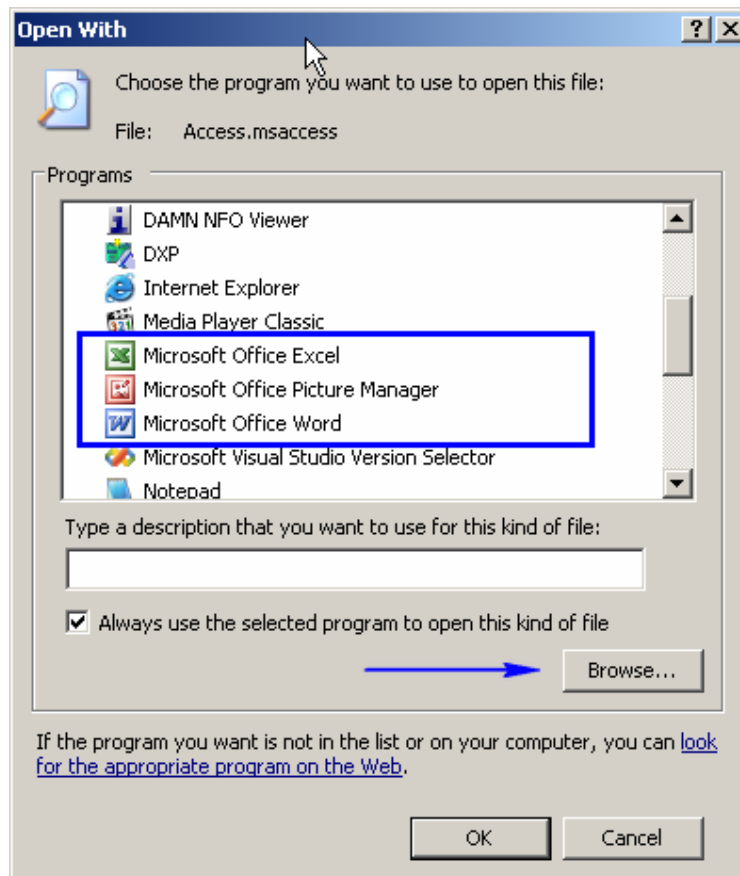 Open With
Choose the program you want to use to open this file:
File: Access.msaccess
Programs
DAMN NFO Viewer
DXP
Internet Explorer
Media Player Classic
Microsoft Office Excel
Microsoft Office Picture Manager
Microsoft Office Word
Microsoft Visual Studio Version Selector
Notepad
Type a description that you want to use for this kind of file:
Always use the selected program to open this kind of file
Browse...
If the program you want is not in the list or on your computer, you can look
for the appropriate program on the Web.
OK Cancel